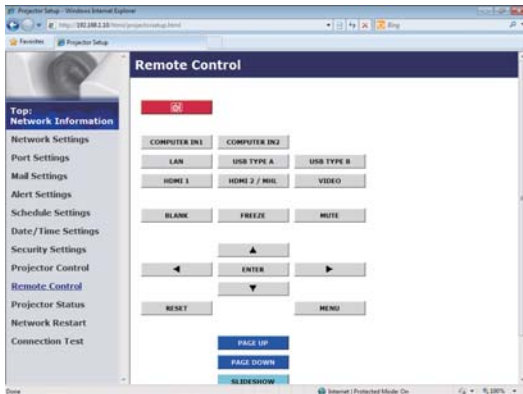 Projector Setup - Windows Internet Explorer
Bing
Favorites Projector Setup
Remote Control
Top:
Network Information
Network Settings
Port Settings
Mail Settings
Alert Settings
Schedule Settings
Date/Time Settings
Security Settings
Projector Control
Remote Control
Projector Status
Network Restart
Connection Test
COMPUTER IN1 COMPUTER IN2
LAN USB TYPE A USB TYPE B
HDMI 1 HDMI 2 / MHL VIDEO
BLANK FREEZE MUTE
ENTER
RESET MENU
PAGE UP
PAGE DOWN
SLIDESHOW
Done Internet | Protected Mode: On 100%